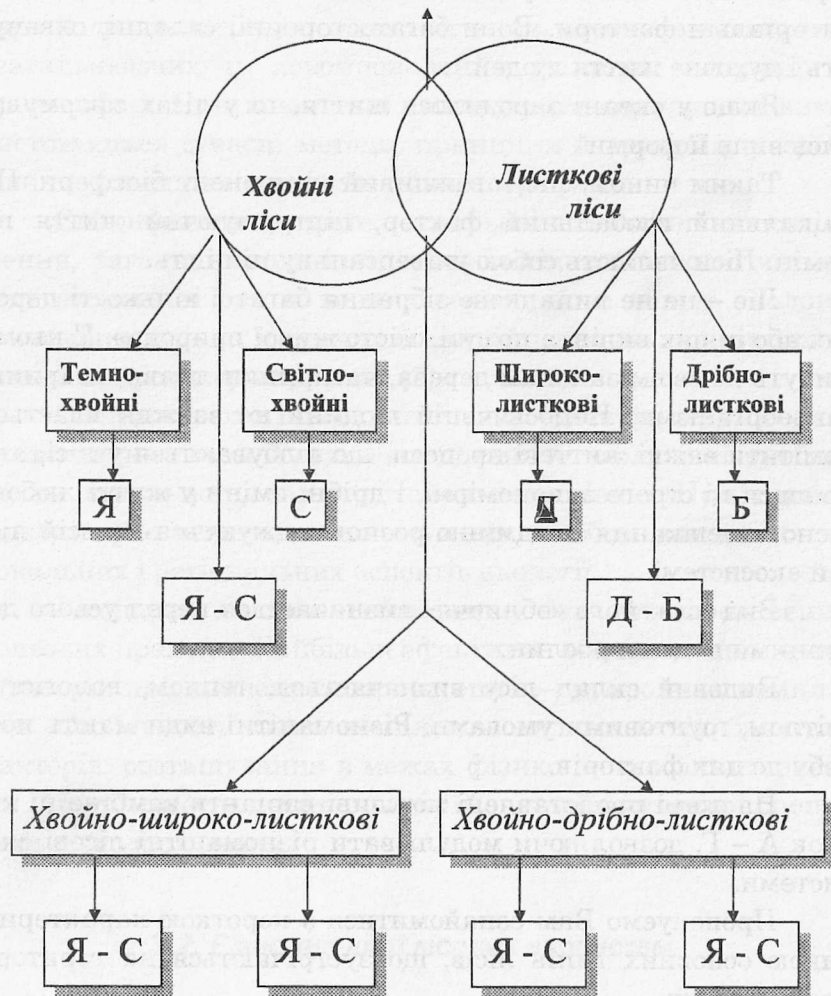 Хвойні
ліси
Листкові
ліси
Темно-
хвойні
Світло-
хвойні
Широко-
листкові
Дрібно-
листкові
Я
С
Б
Я - С
Д - Б
Хвойно-широко-листкові
Хвойно-дрібно-листкові
Я - С
Я - С
Я - С
Я - С